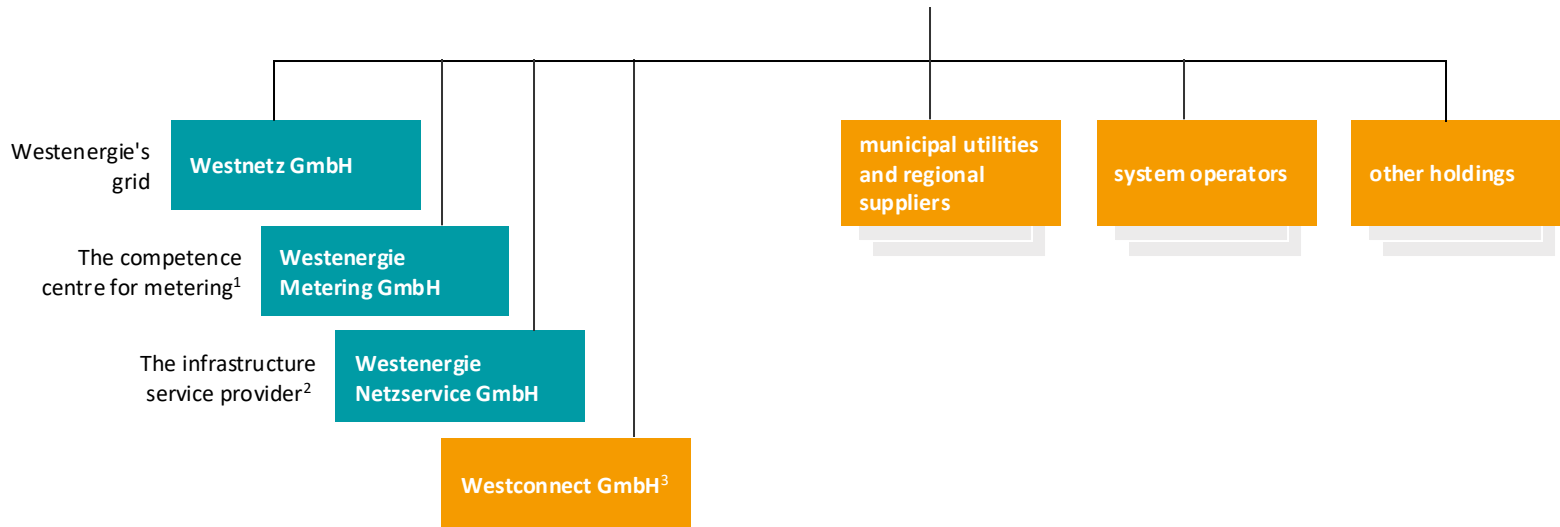 Westenergie's
grid
Westnetz GmbH
municipal utilities
and regional
suppliers
system operators
other holdings
The competence
centre for metering¹
Westenergie
Metering GmbH
The infrastructure
service provider²
Westenergie
Netzservice GmbH
Westconnect GmbH³